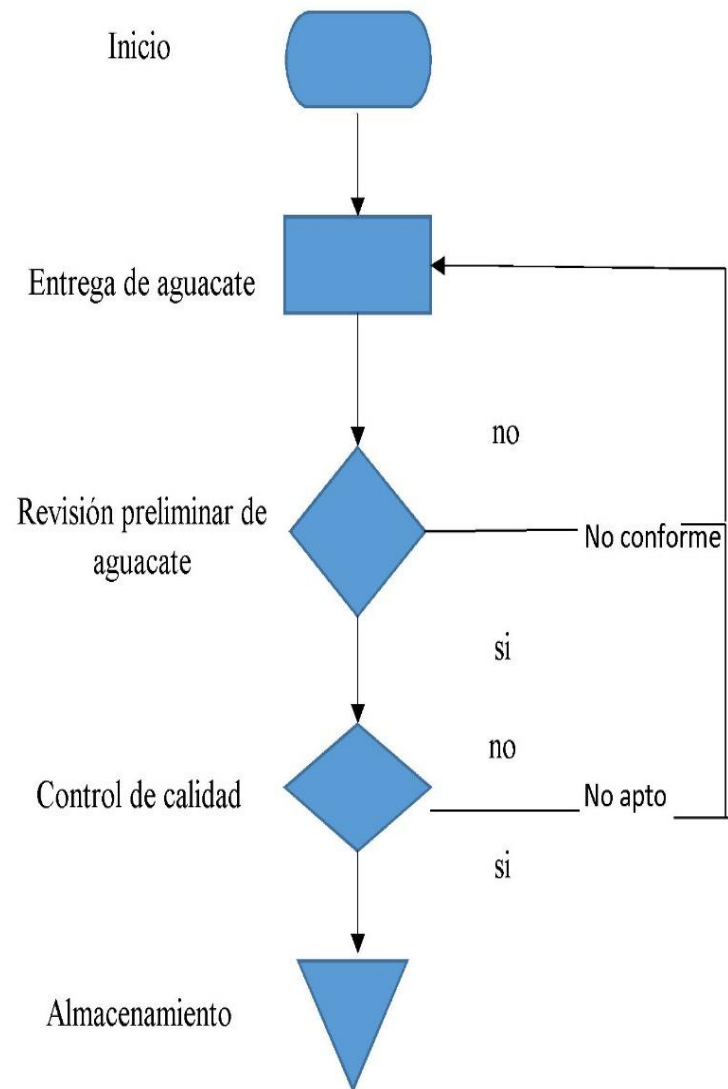 Inicio
Entrega de aguacate
no
Revisión preliminar de
aguacate
No conforme
si
no
Control de calidad
No apto
si
Almacenamiento